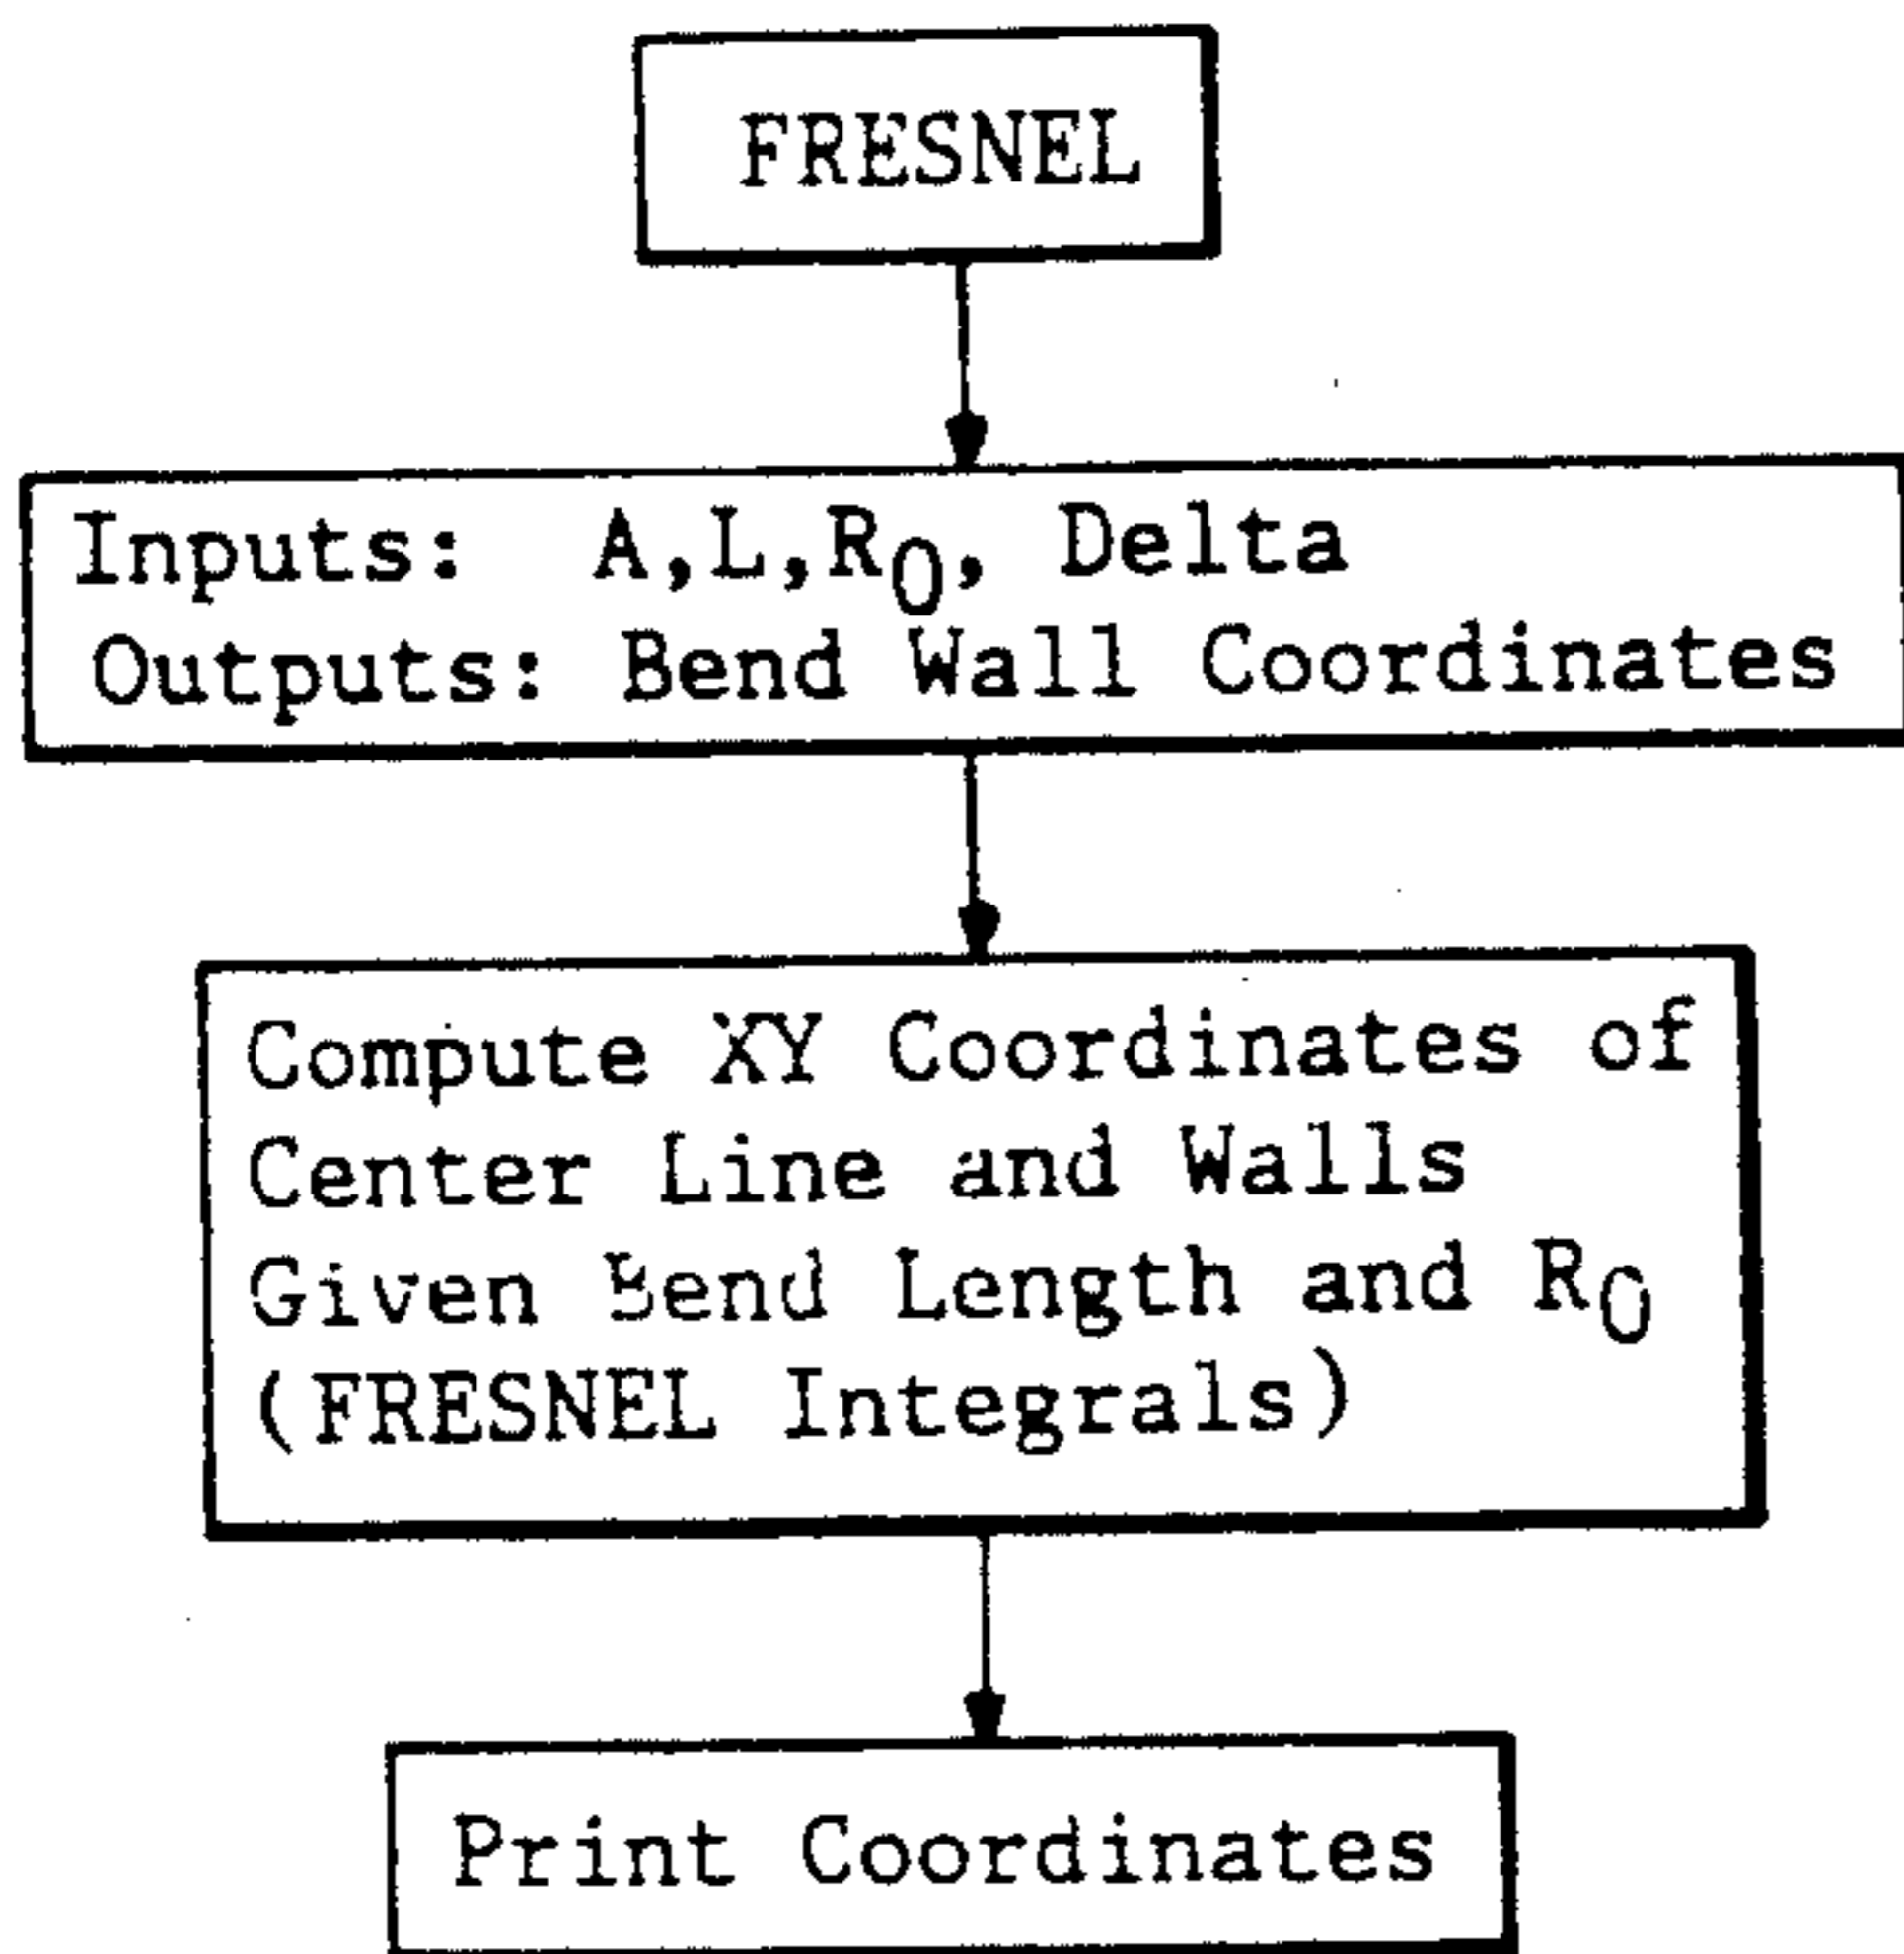 FRESNEL
Inputs: A,L,R₀, Delta
Outputs: Bend Wall Coordinates
Compute XY Coordinates of
Center Line and Walls
Given Bend Length and R₀
(FRESNEL Integrals)
Print Coordinates